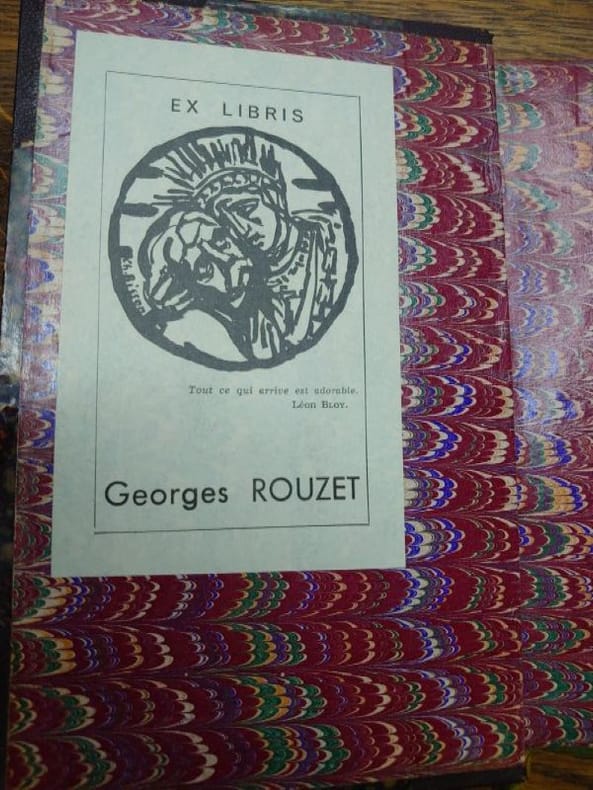 EX LIBRIS
Tout ce qui arrive est adorable.
Léon Bloy.
Georges ROUZET